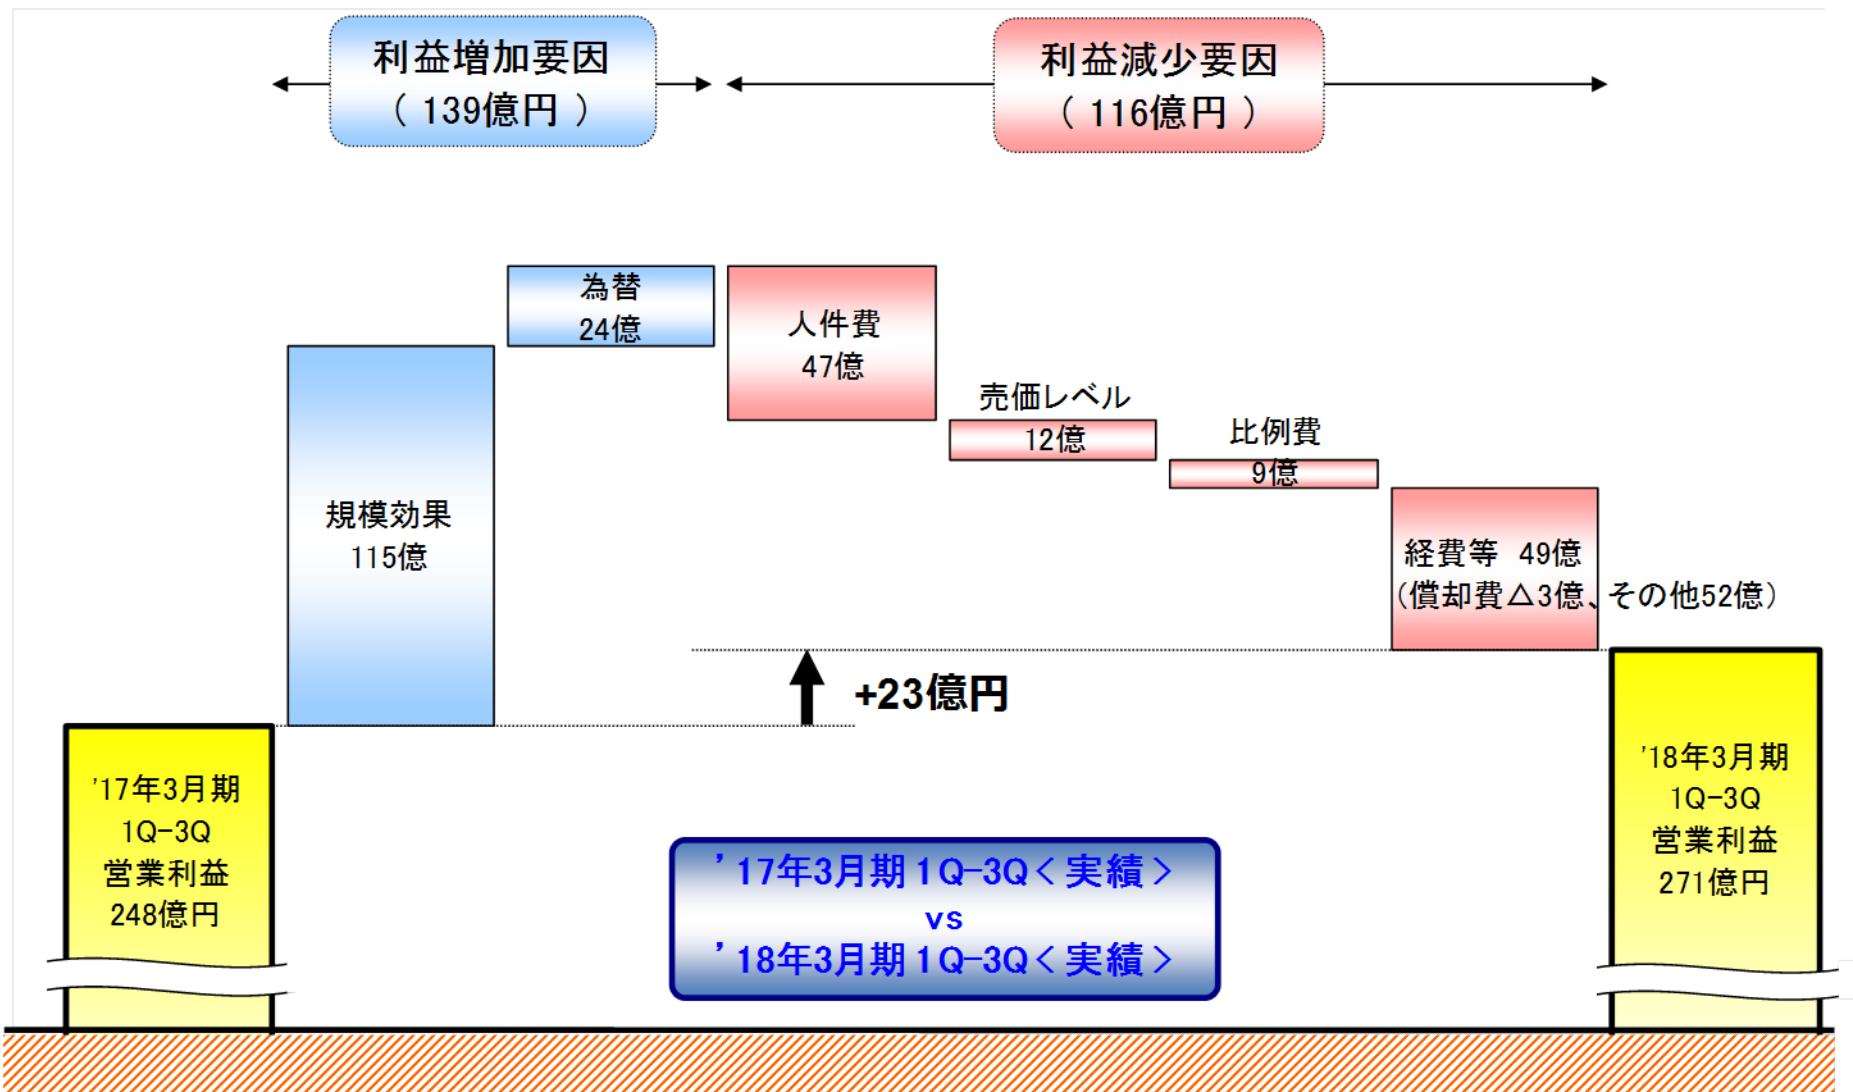 利益増加要因
（ 139億円 ）
利益減少要因
（ 116億円 ）
為替
24億
人件費
47億
売価レベル
12億
比例費
9億
規模効果
115億
経費等 49億
（償却費△3億、その他52億）
+23億円
'17年3月期
1Q-3Q
営業利益
248億円
'18年3月期
1Q-3Q
営業利益
271億円
’17年3月期１Q-3Q＜実績＞
vs
’18年3月期１Q-3Q＜実績＞